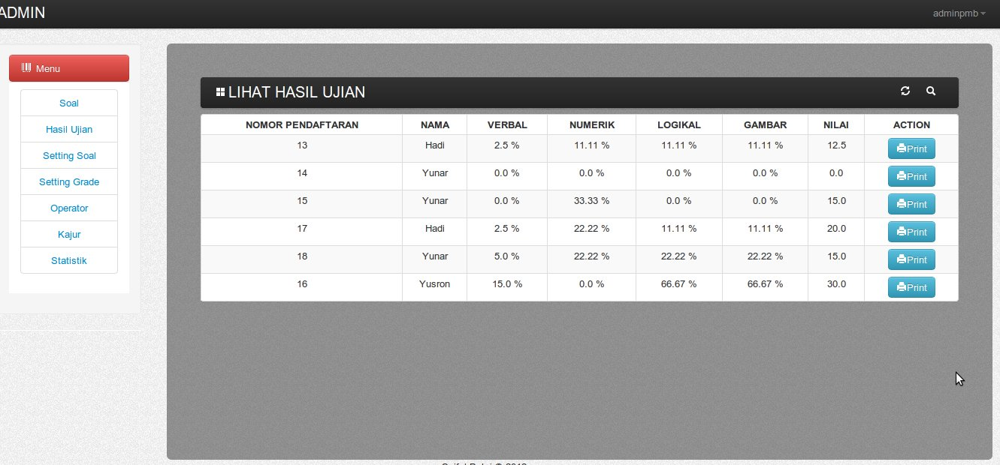 ADMIN
adminpmb
Menu
Soal
Hasil Ujian
Setting Soal
Setting Grade
Operator
Kajur
Statistik
LIHAT HASIL UJIAN
NOMOR PENDAFTARAN NAMA VERBAL NUMERIK LOGIKAL GAMBAR NILAI ACTION
13 Hadi 2.5 % 11.11 % 11.11 % 11.11 % 12.5 Print
14 Yunar 0.0 % 0.0 % 0.0 % 0.0 % 0.0 Print
15 Yunar 0.0 % 33.33 % 0.0 % 0.0 % 15.0 Print
17 Hadi 2.5 % 22.22 % 11.11 % 11.11 % 20.0 Print
18 Yunar 5.0 % 22.22 % 22.22 % 22.22 % 15.0 Print
16 Yusron 15.0 % 0.0 % 66.67 % 66.67 % 30.0 Print